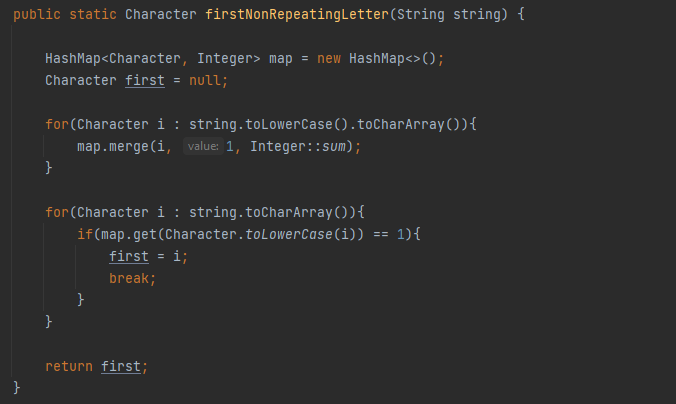 public static Character firstNonRepeatingLetter(String string) {
HashMap<Character, Integer> map = new HashMap<>();
Character first = null;
for(Character i : string.toLowerCase().toCharArray()){
map.merge(i, value: 1, Integer::sum);
}
for(Character i : string.toCharArray()){
if(map.get(Character.toLowerCase(i)) == 1){
first = i;
break;
}
}
return first;
}